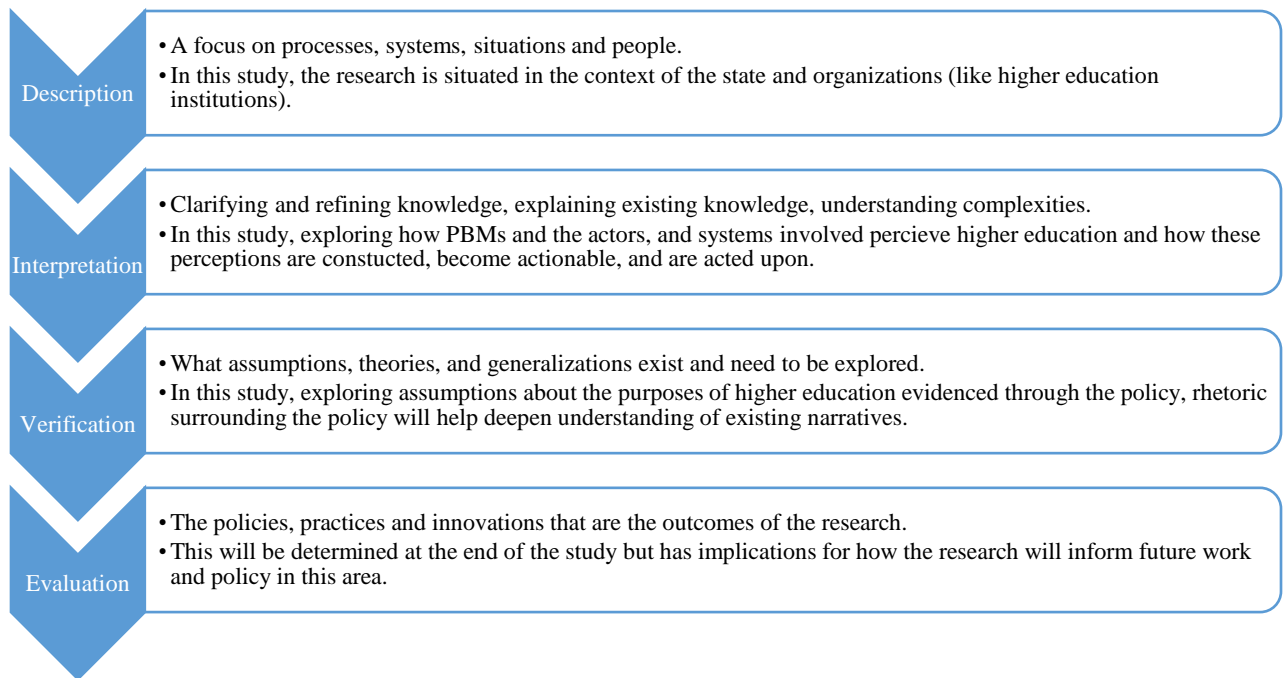 Description
• A focus on processes, systems, situations and people.
• In this study, the research is situated in the context of the state and organizations (like higher education
institutions).
Interpretation
• Clarifying and refining knowledge, explaining existing knowledge, understanding complexities.
• In this study, exploring how PBMs and the actors, and systems involved percieve higher education and how these
perceptions are constucted, become actionable, and are acted upon.
Verification
• What assumptions, theories, and generalizations exist and need to be explored.
• In this study, exploring assumptions about the purposes of higher education evidenced through the policy, rhetoric
surrounding the policy will help deepen understanding of existing narratives.
Evaluation
• The policies, practices and innovations that are the outcomes of the research.
• This will be determined at the end of the study but has implications for how the research will inform future work
and policy in this area.